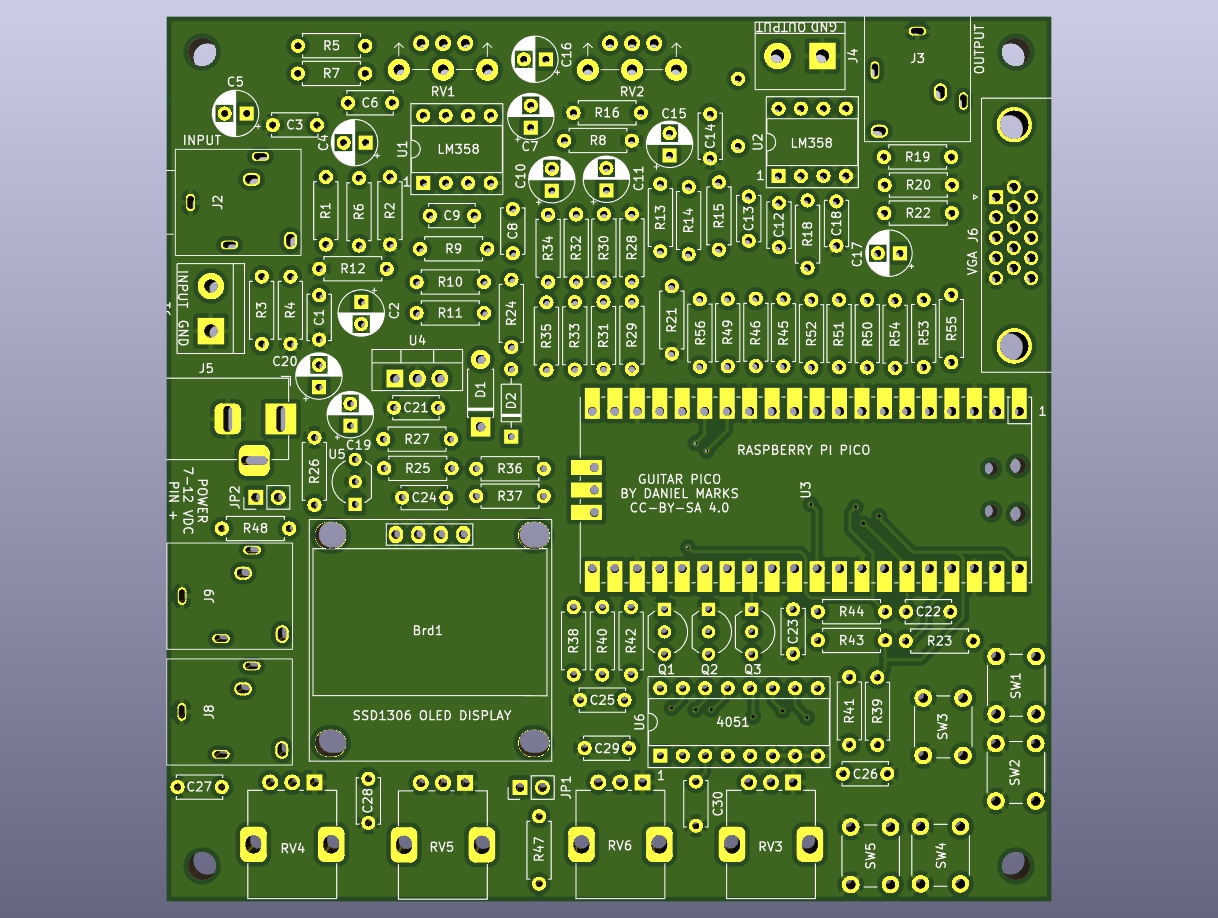 R5
C16
GND OUTPUT
J4
J3
OUTPUT
R7
RV1
RV2
C5
C6
C3
C4
INPUT
J2
U1
LM358
1
C7
R16
R8
C15
C14
U2
LM358
1
R19
R20
R22
C10
C11
R1
R6
R2
C9
C8
R9
R12
R10
R11
R34
R32
R30
R28
R13
R14
R15
C13
C12
R18
C18
C17
VGA J6
INPUT
GND
R3
R4
C1
C2
R24
R35
R33
R31
R29
R21
R56
R49
R46
R45
R52
R51
R50
R54
R53
R55
J5
C20
U4
D1
D2
C21
C19
R27
U5
R26
R25
C24
R36
R37
1
RASPBERRY PI PICO
GUITAR PICO
BY DANIEL MARKS
CC-BY-SA 4.0
U3
POWER
7-12 VDC
PIN +
JP2
R48
J9
J8
Brd1
SSD1306 OLED DISPLAY
R38
R40
R42
Q1
Q2
Q3
C23
R44
R43
C22
R23
C25
C29
U6
4051
1
R41
R39
C26
SW1
SW3
SW2
C27
C28
RV4
RV5
JP1
R47
RV6
C30
RV3
SW5
SW4